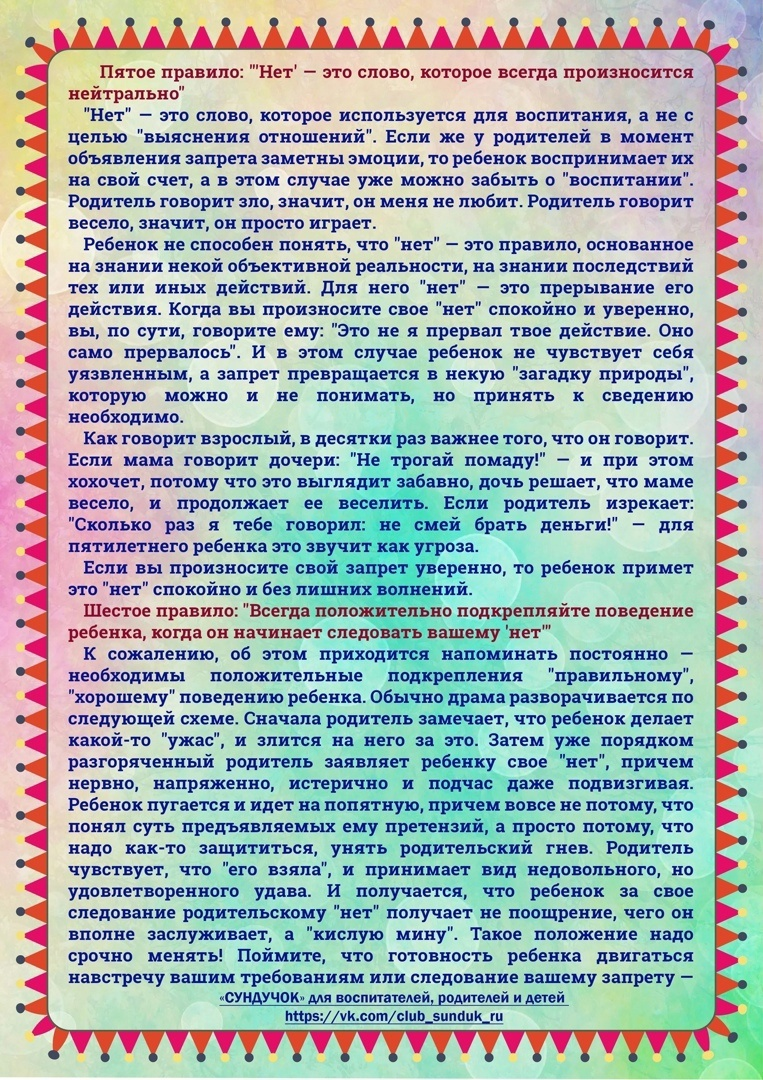 Пятое правило: "'Нет' — это слово, которое всегда произносится
нейтрально"
"Нет" — это слово, которое используется для воспитания, а не с
целью "выяснения отношений". Если же у родителей в момент
объявления запрета заметны эмоции, то ребенок воспринимает их
на свой счет, а в этом случае уже можно забыть о "воспитании".
Родитель говорит зло, значит, он меня не любит. Родитель говорит
весело, значит, он просто играет.
Ребенок не способен понять, что "нет" — это правило, основанное
на знании некой объективной реальности, на знании последствий
тех или иных действий. Для него "нет" — это прерывание его
действия. Когда вы произносите свое "нет" спокойно и уверенно,
вы, по сути, говорите ему: "Это не я прервал твое действие. Оно
само прервалось". И в этом случае ребенок не чувствует себя
уязвленным, а запрет превращается в некую "загадку природы",
которую можно и не понимать, но принять к сведению
необходимо.
Как говорит взрослый, в десятки раз важнее того, что он говорит.
Если мама говорит дочери: "Не трогай помаду!" — и при этом
хохочет, потому что это выглядит забавно, дочь решает, что маме
весело, и продолжает ее веселить. Если родитель изрекает:
"Сколько раз я тебе говорил: не смей брать деньги!" — для
пятилетнего ребенка это звучит как угроза.
Если вы произносите свой запрет уверенно, то ребенок примет
это "нет" спокойно и без лишних волнений.
Шестое правило: "Всегда положительно подкрепляйте поведение
ребенка, когда он начинает следовать вашему 'нет'"
К сожалению, об этом приходится напоминать постоянно —
необходимы положительные подкрепления "правильному",
"хорошему" поведению ребенка. Обычно драма разворачивается по
следующей схеме. Сначала родитель замечает, что ребенок делает
какой-то "ужас", и злится на него за это. Затем уже порядком
разгоряченный родитель заявляет ребенку свое "нет", причем
нервно, напряженно, истерично и подчас даже подвизгивая.
Ребенок пугается и идет на попятную, причем вовсе не потому, что
понял суть предъявляемых ему претензий, а просто потому, что
надо как-то защититься, унять родительский гнев. Родитель
чувствует, что "его взяла", и принимает вид недовольного, но
удовлетворенного удава. И получается, что ребенок за свое
следование родительскому "нет" получает не поощрение, чего он
вполне заслуживает, а "кислую мину". Такое положение надо
срочно менять! Поймите, что готовность ребенка двигаться
навстречу вашим требованиям или следование вашему запрету —
«СУНДУЧОК» для воспитателей, родителей и детей
https://vk.com/club_sunduk_ru